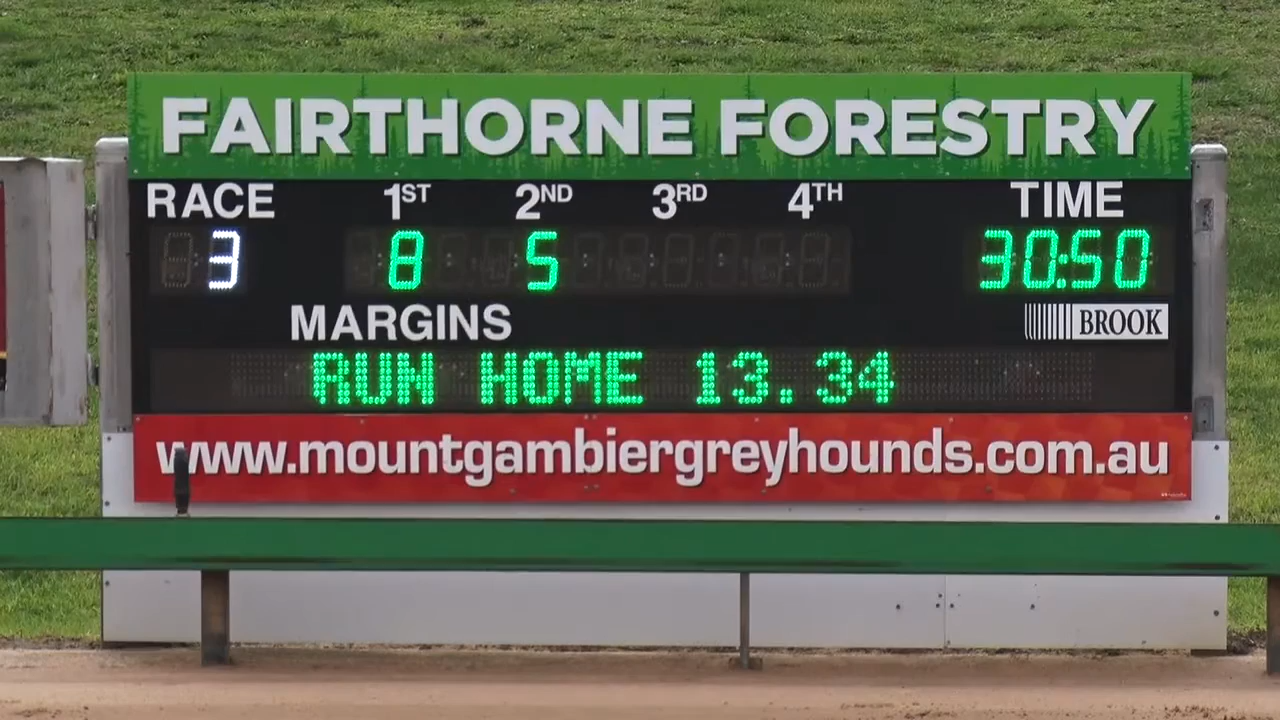 FAIRTHORNE FORESTRY
RACE 1ST 2ND 3RD 4TH TIME
3 8 5 30:50
MARGINS BROOK
RUN HOME 13.34
www.mountgambiergreyhounds.com.au